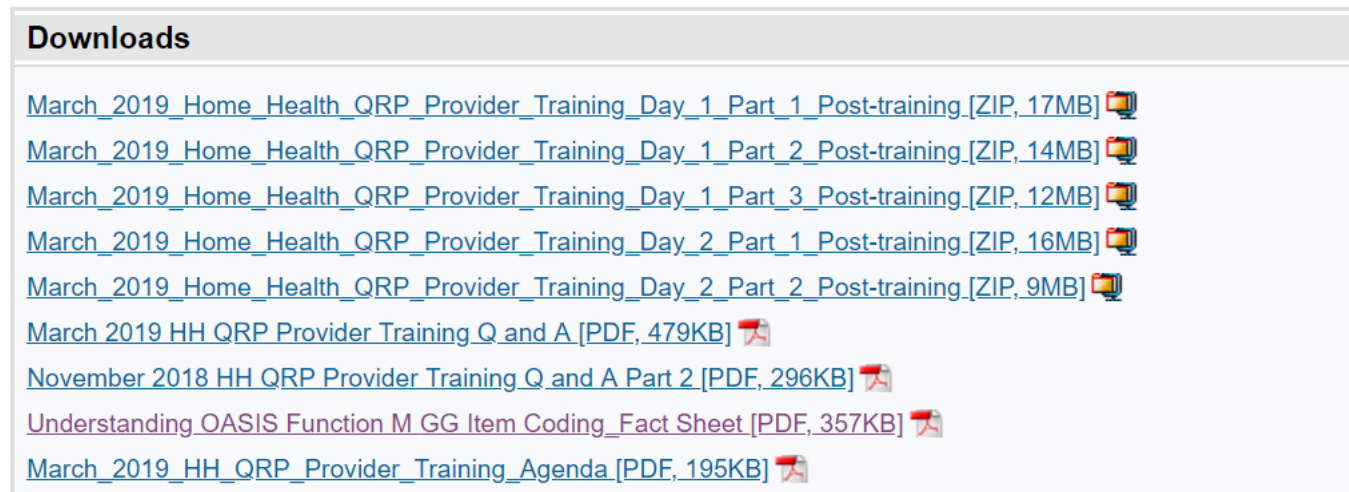 Downloads
March_2019_Home_Health_QRP_Provider_Training_Day_1_Part_1_Post-training [ZIP, 17MB]
March_2019_Home_Health_QRP_Provider_Training_Day_1_Part_2_Post-training [ZIP, 14MB]
March_2019_Home_Health_QRP_Provider_Training_Day_1_Part_3_Post-training [ZIP, 12MB]
March_2019_Home_Health_QRP_Provider_Training_Day_2_Part_1_Post-training [ZIP, 16MB]
March_2019_Home_Health_QRP_Provider_Training_Day_2_Part_2_Post-training [ZIP, 9MB]
March 2019 HH QRP Provider Training Q and A [PDF, 479KB]
November 2018 HH QRP Provider Training Q and A Part 2 [PDF, 296KB]
Understanding OASIS Function M GG Item Coding_Fact Sheet [PDF, 357KB]
March_2019_HH_QRP_Provider_Training_Agenda [PDF, 195KB]